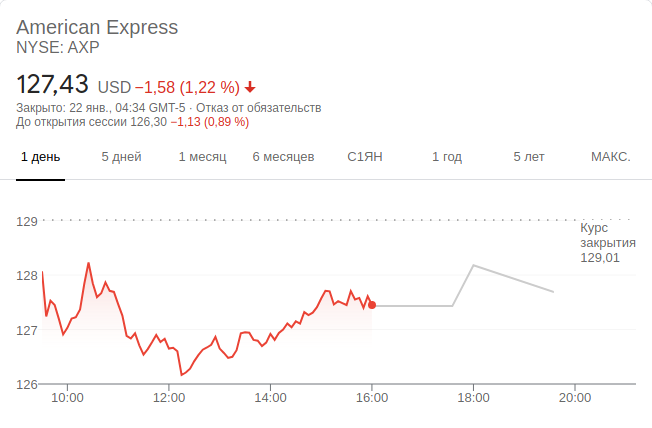 American Express
NYSE: AXP
127,43 USD −1,58 (1,22 %)
Закрыто: 22 янв., 04:34 GMT-5 · Отказ от обязательств
До открытия сессии 126,30 −1,13 (0,89 %)
1 день 5 дней 1 месяц 6 месяцев С1ЯН 1 год 5 лет МАКС.
129
Курс
закрытия
129,01
128
127
126
10:00 12:00 14:00 16:00 18:00 20:00